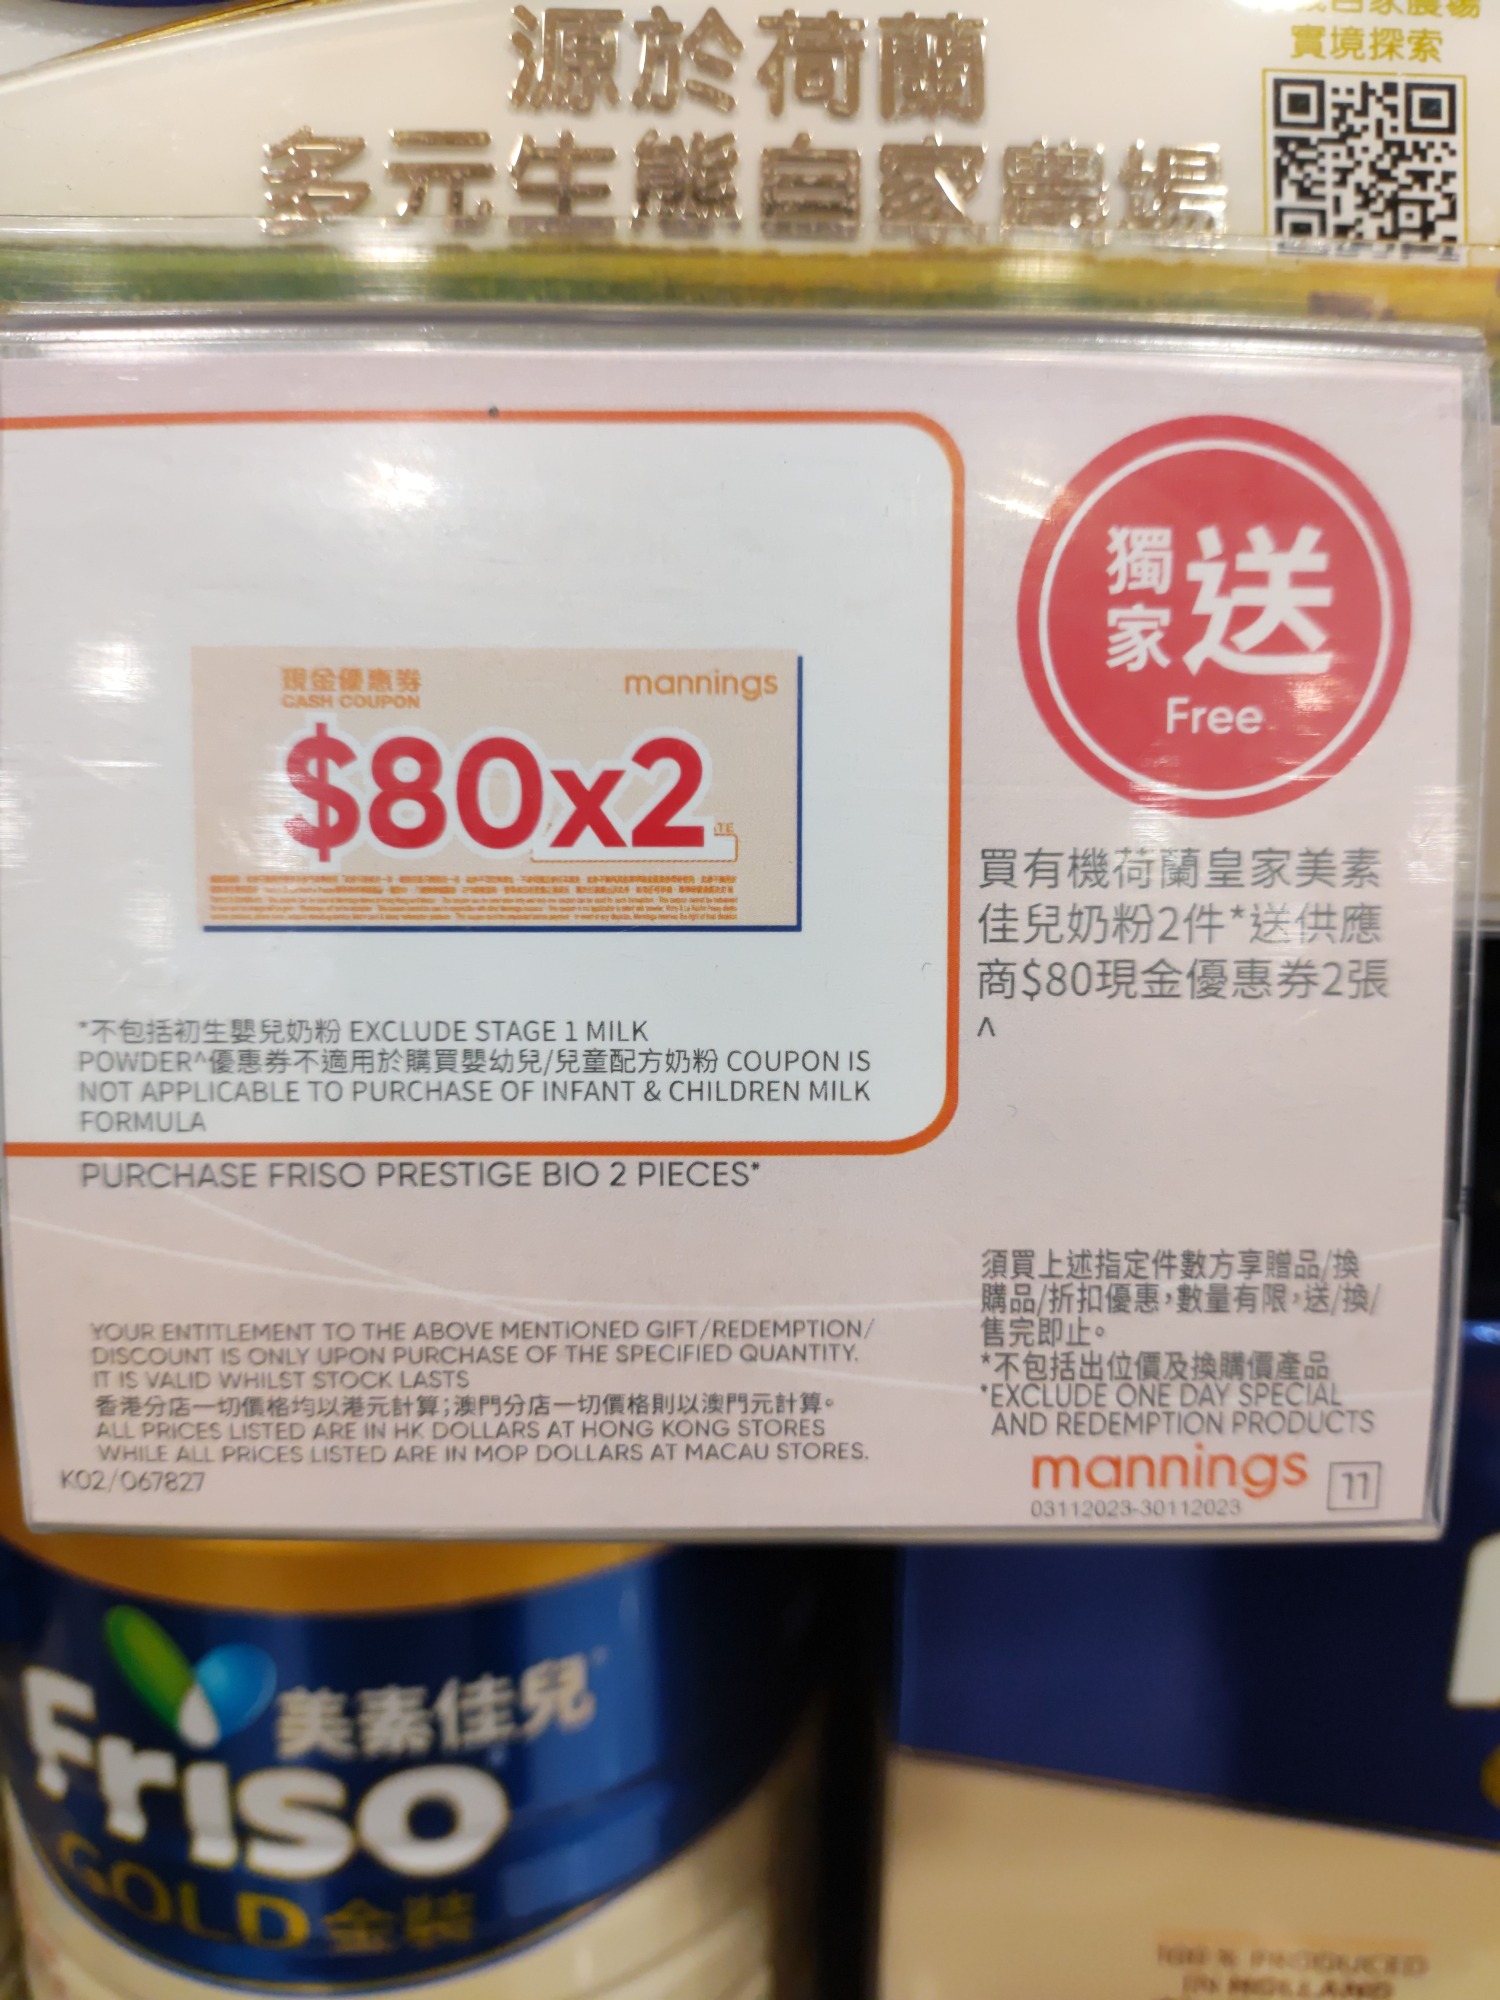 實境探索
源於荷蘭
多元生態自家農場
獨家送
Free
現金優惠券
CASH COUPON
mannings
$80x2
買有機荷蘭皇家美素
佳兒奶粉2件*送供應
商$80現金優惠券2張
^
*不包括初生嬰兒奶粉 EXCLUDE STAGE 1 MILK
POWDER^優惠券不適用於購買嬰幼兒/兒童配方奶粉 COUPON IS
NOT APPLICABLE TO PURCHASE OF INFANT & CHILDREN MILK
FORMULA
PURCHASE FRISO PRESTIGE BIO 2 PIECES*
須買上述指定件數方享贈品/換
購品/折扣優惠，數量有限，送/換/
售完即止。
*不包括出位價及換購價產品
*EXCLUDE ONE DAY SPECIAL
AND REDEMPTION PRODUCTS
YOUR ENTITLEMENT TO THE ABOVE MENTIONED GIFT/REDEMPTION/
DISCOUNT IS ONLY UPON PURCHASE OF THE SPECIFIED QUANTITY.
IT IS VALID WHILST STOCK LASTS
香港分店一切價格均以港元計算；澳門分店一切價格則以澳門元計算。
ALL PRICES LISTED ARE IN HK DOLLARS AT HONG KONG STORES
WHILE ALL PRICES LISTED ARE IN MOP DOLLARS AT MACAU STORES.
K02/067827
mannings 11
03112023-30112023
美素佳兒
Friso
GOLD 金裝
100% PRODUCED
IN HOLLAND